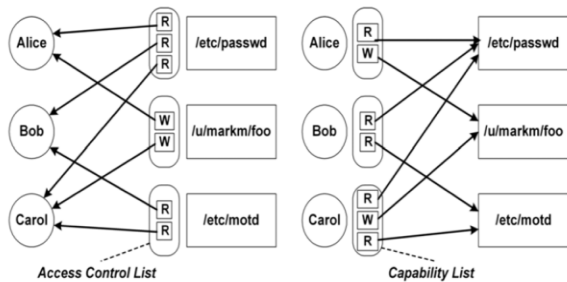 Alice
R
R
R
/etc/passwd
Bob
W
W
/u/markm/foo
Carol
R
R
/etc/motd
Access Control List
Alice
R
W
/etc/passwd
Bob
R
R
/u/markm/foo
Carol
R
W
R
/etc/motd
Capability List